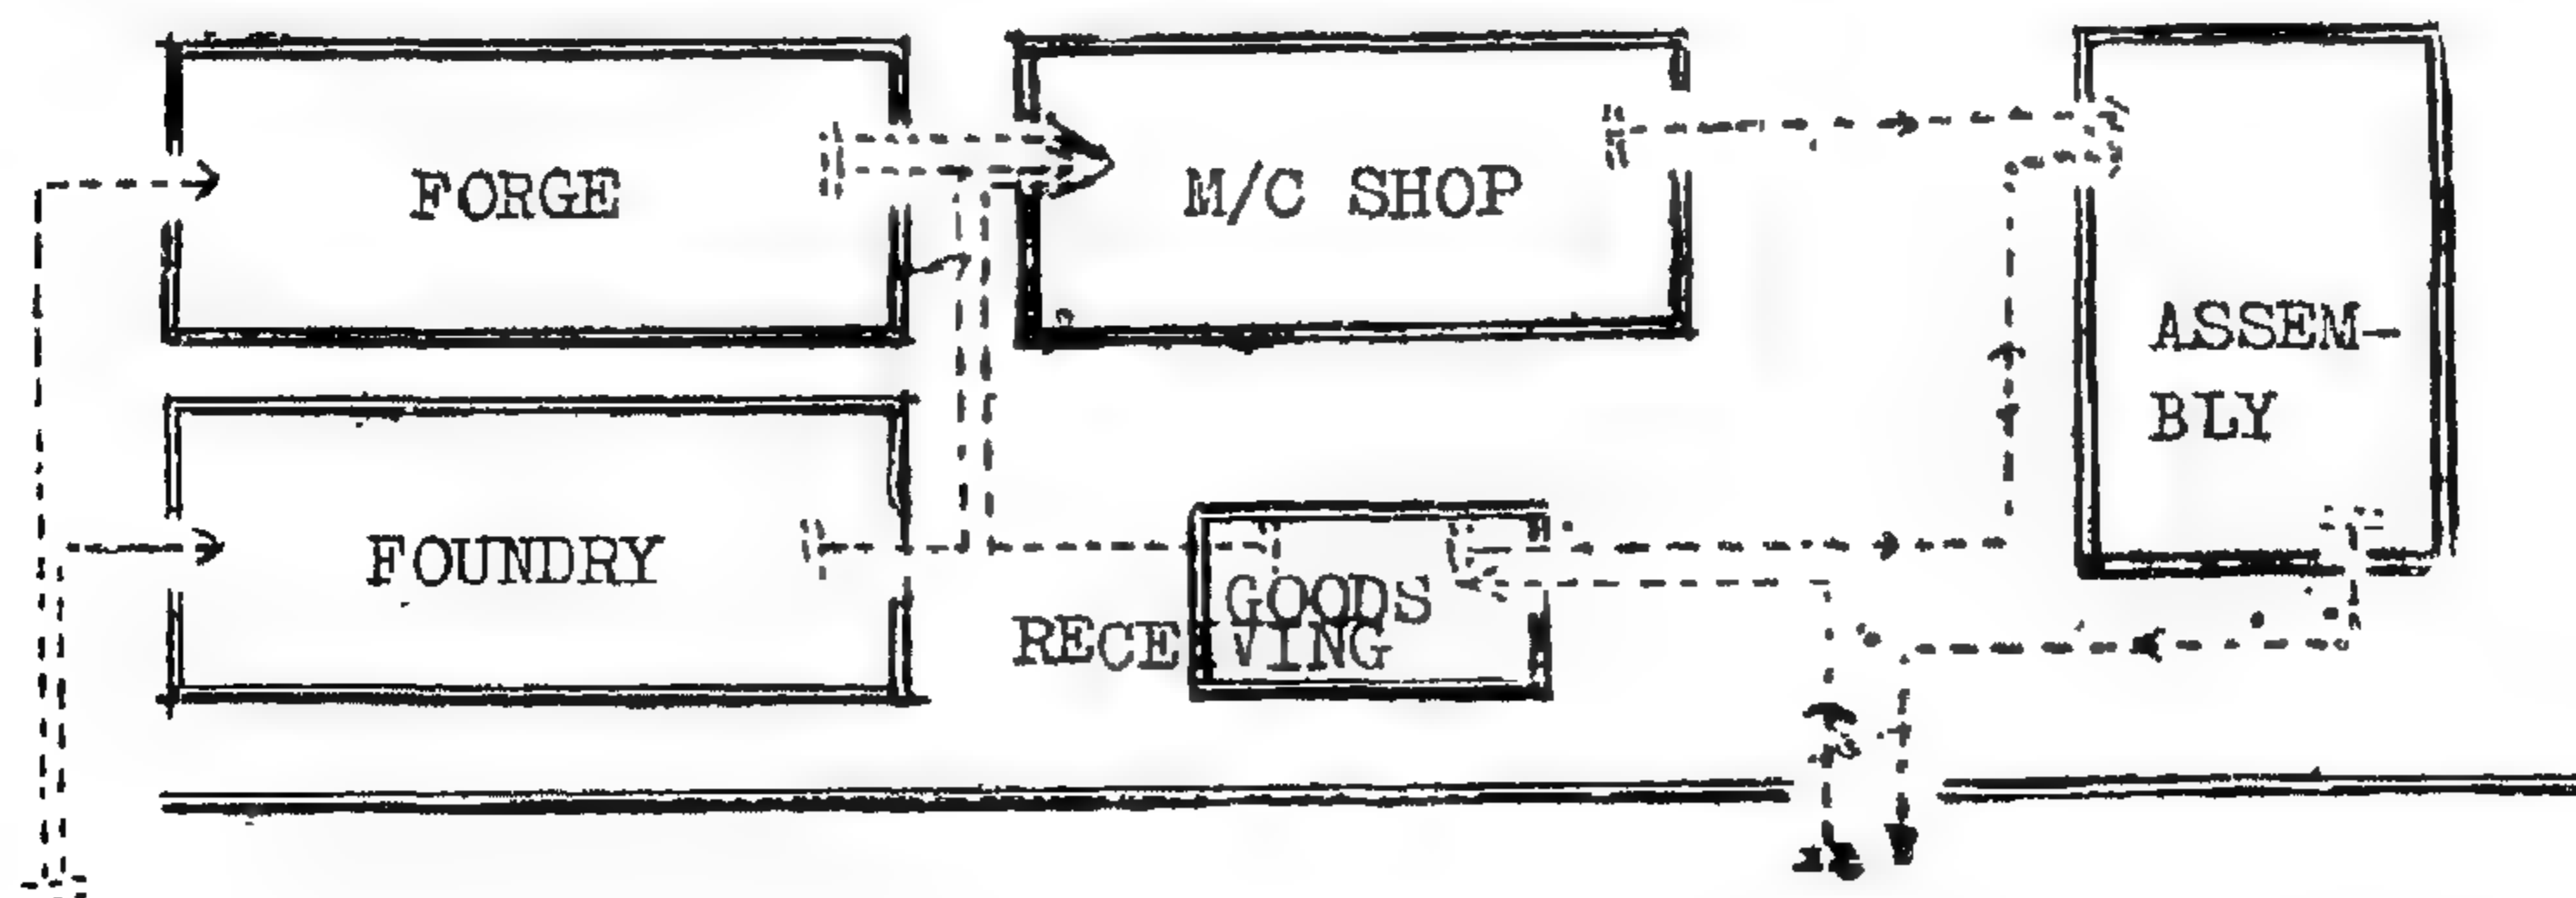 FORGE
M/C SHOP
ASSEM-
BLY
FOUNDRY
GOODS
RECEIVING